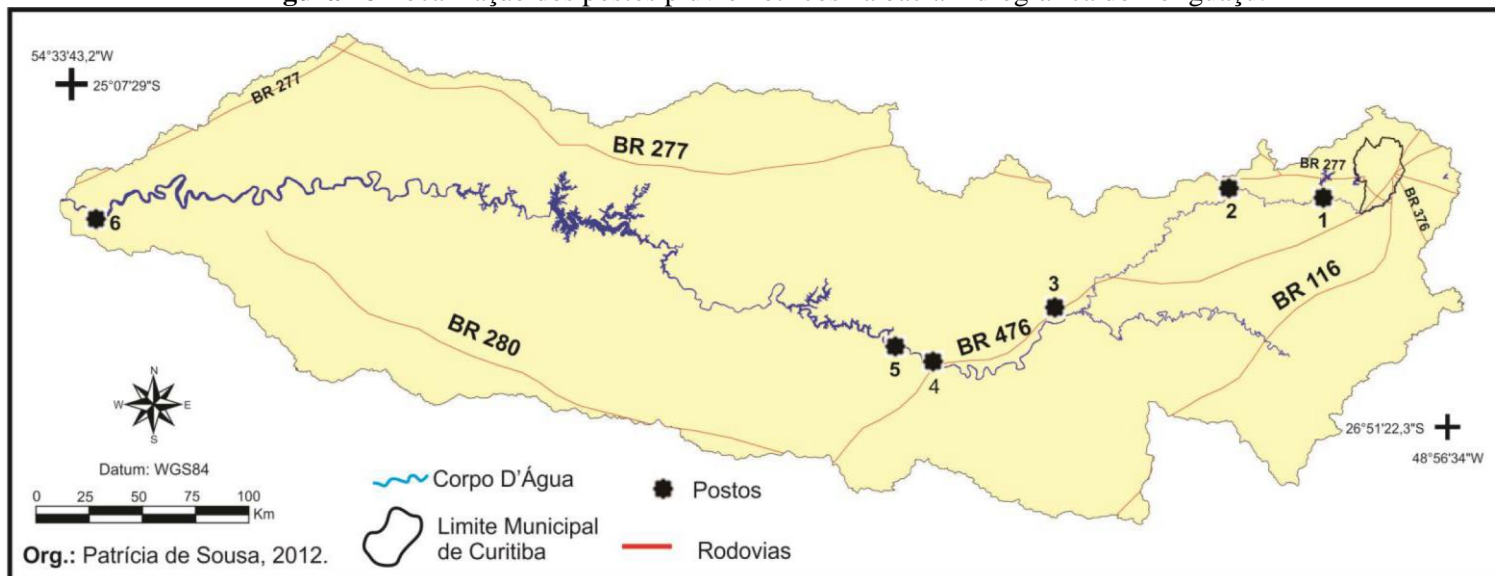 54°33'43,2"W
25°07'29"S
BR 277
BR 277
BR 277
BR 376
BR 116
BR 476
BR 280
1
2
3
4
5
6
N
W
E
S
Datum: WGS84
0 25 50 75 100
Km
Org.: Patrícia de Sousa, 2012.
Corpo D'Água
Limite Municipal
de Curitiba
Postos
Rodovias
26°51'22,3"S
48°56'34"W